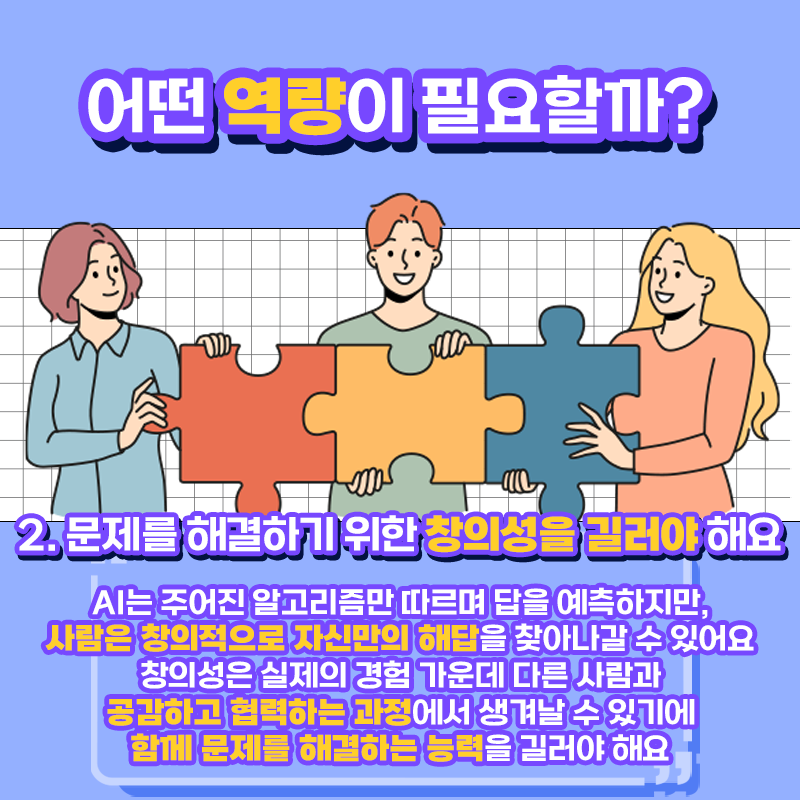 어떤 역량이 필요할까?
2. 문제를 해결하기 위한 창의성을 길러야 해요
AI는 주어진 알고리즘만 따르며 답을 예측하지만,
사람은 창의적으로 자신만의 해답을 찾아나갈 수 있어요
창의성은 실제의 경험 가운데 다른 사람과
공감하고 협력하는 과정에서 생겨날 수 있기에
함께 문제를 해결하는 능력을 길러야 해요